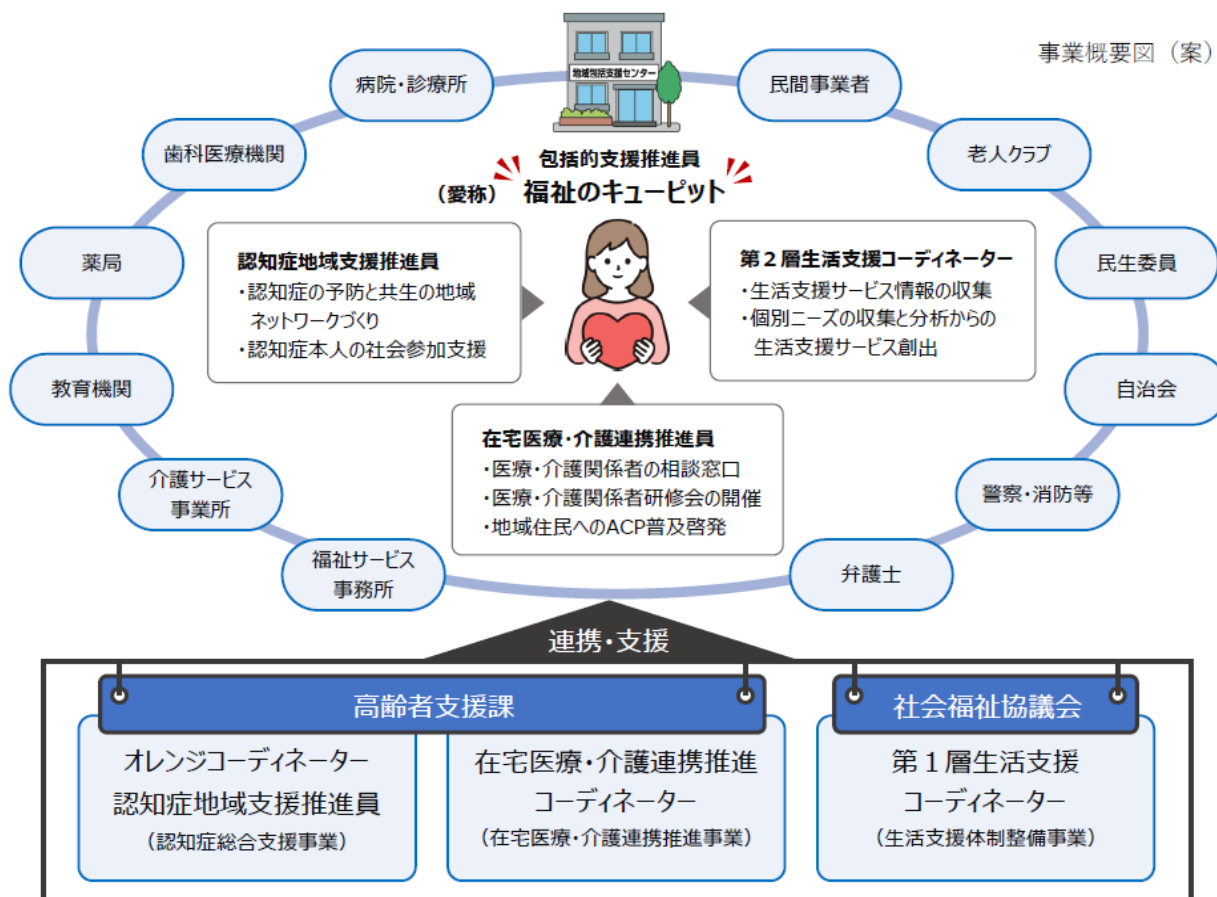 事業概要図（案）
地域包括支援センター
病院・診療所
民間事業者
歯科医療機関
老人クラブ
包括的支援推進員
（愛称）福祉のキューピット
薬局
民生委員
認知症地域支援推進員
・認知症の予防と共生の地域
ネットワークづくり
・認知症本人の社会参加支援
第２層生活支援コーディネーター
・生活支援サービス情報の収集
・個別ニーズの収集と分析からの
生活支援サービス創出
教育機関
自治会
在宅医療・介護連携推進員
・医療・介護関係者の相談窓口
・医療・介護関係者研修会の開催
・地域住民へのACP普及啓発
介護サービス
事業所
警察・消防等
福祉サービス
事務所
弁護士
連携・支援
高齢者支援課
社会福祉協議会
オレンジコーディネーター
認知症地域支援推進員
（認知症総合支援事業）
在宅医療・介護連携推進
コーディネーター
（在宅医療・介護連携推進事業）
第１層生活支援
コーディネーター
（生活支援体制整備事業）